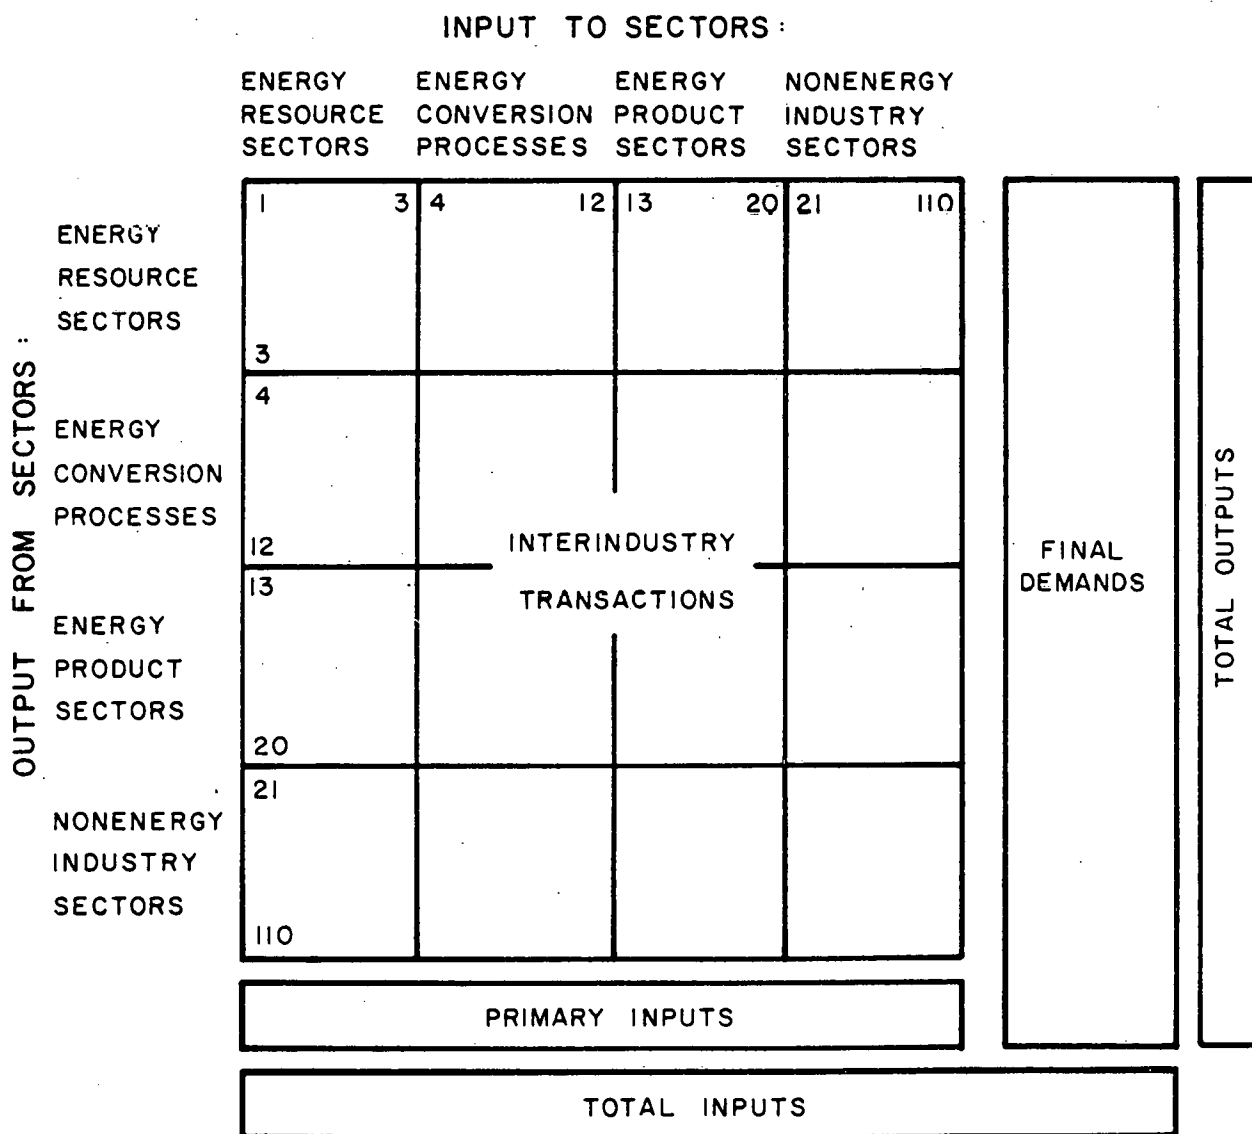 INPUT TO SECTORS:
ENERGY RESOURCE SECTORS
ENERGY CONVERSION PROCESSES
ENERGY PRODUCT SECTORS
NONENERGY INDUSTRY SECTORS
OUTPUT FROM SECTORS:
1 3 4 12 13 20 21 110
ENERGY
RESOURCE
SECTORS
3
4
ENERGY
CONVERSION
PROCESSES
12
13
ENERGY
PRODUCT
SECTORS
20
21
NONENERGY
INDUSTRY
SECTORS
110
INTERINDUSTRY
TRANSACTIONS
FINAL
DEMANDS
TOTAL OUTPUTS
PRIMARY INPUTS
TOTAL INPUTS